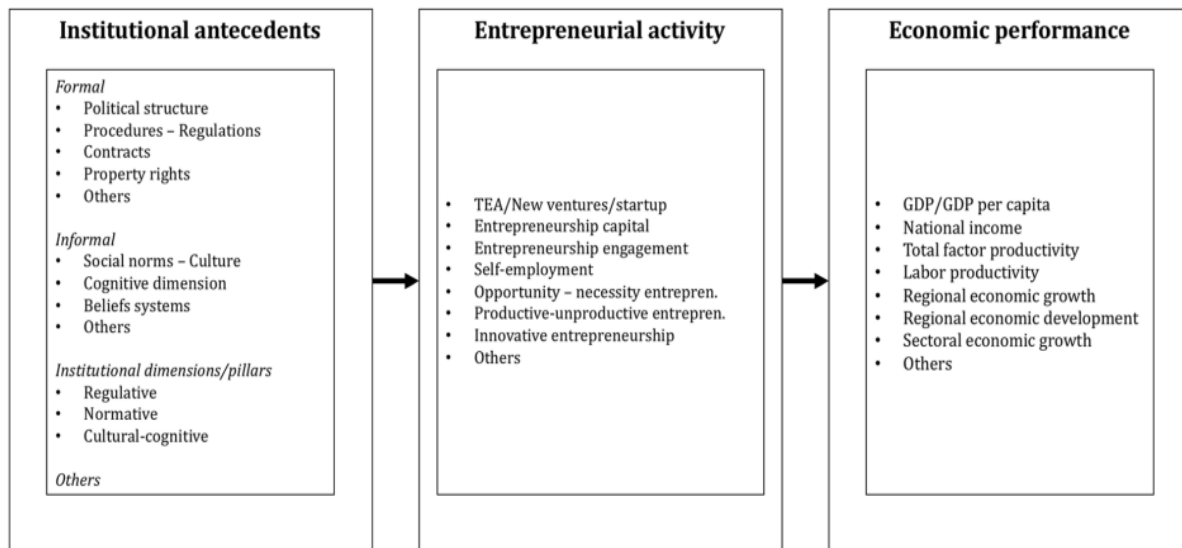 Institutional antecedents
Formal
• Political structure
• Procedures – Regulations
• Contracts
• Property rights
• Others
Informal
• Social norms – Culture
• Cognitive dimension
• Beliefs systems
• Others
Institutional dimensions/pillars
• Regulative
• Normative
• Cultural-cognitive
Others
Entrepreneurial activity
• TEA/New ventures/startup
• Entrepreneurship capital
• Entrepreneurship engagement
• Self-employment
• Opportunity – necessity entrepren.
• Productive-unproductive entrepren.
• Innovative entrepreneurship
• Others
Economic performance
• GDP/GDP per capita
• National income
• Total factor productivity
• Labor productivity
• Regional economic growth
• Regional economic development
• Sectoral economic growth
• Others